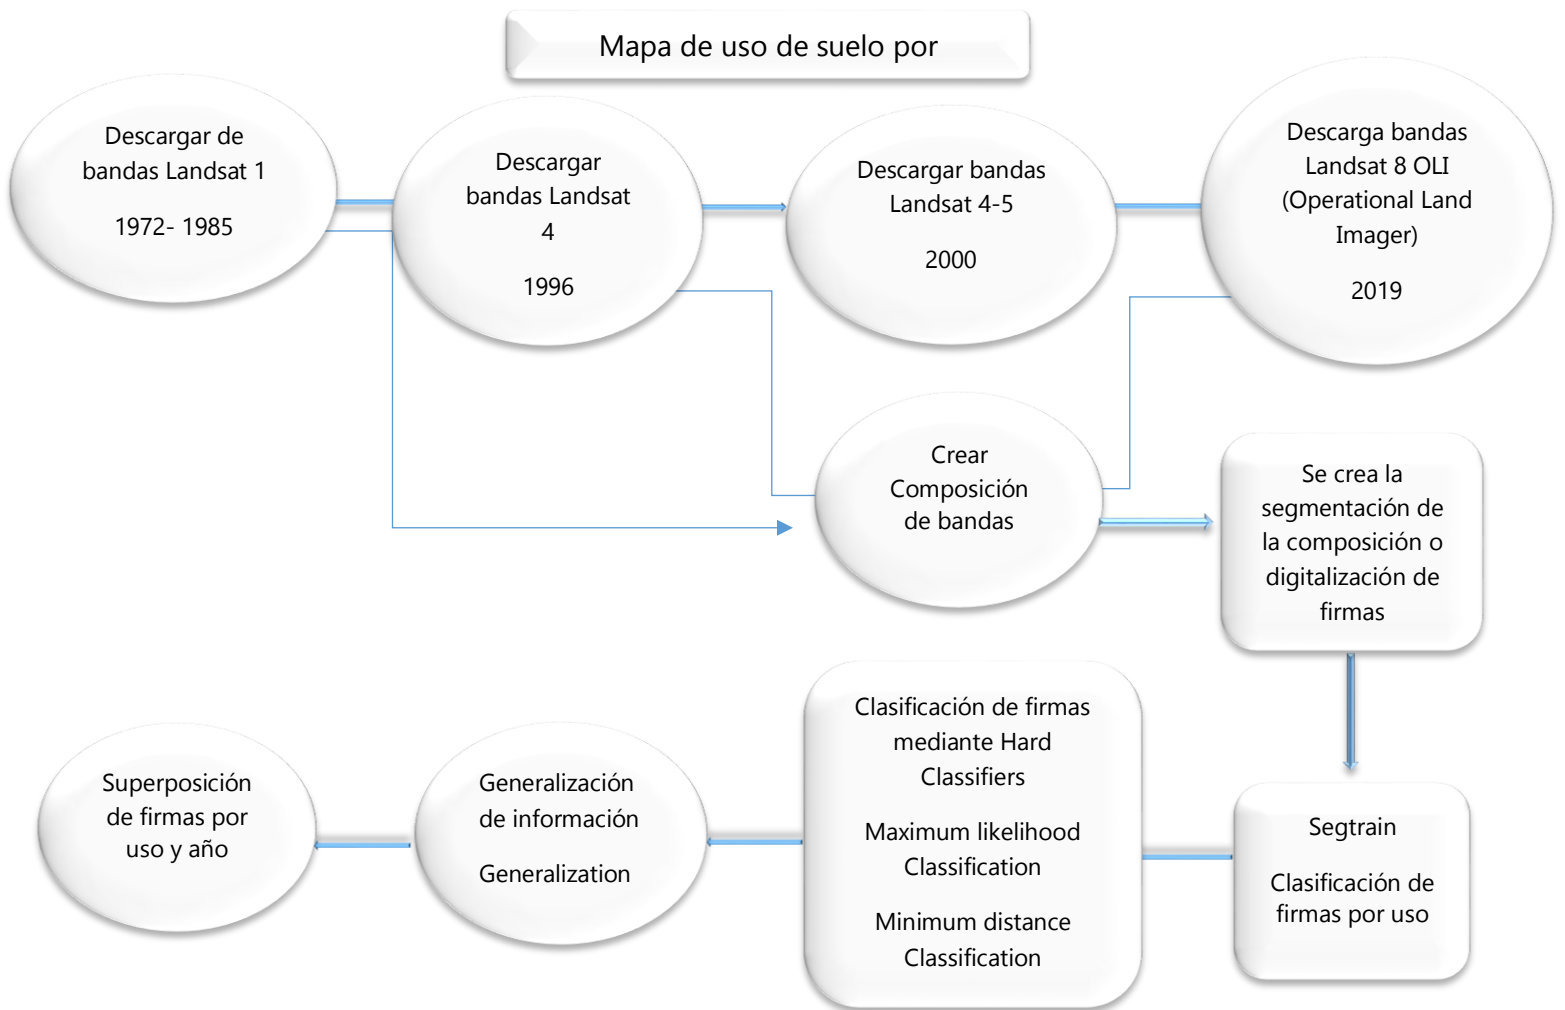 Mapa de uso de suelo por
Descargar de
bandas Landsat 1
1972- 1985
Descargar
bandas Landsat
4
1996
Descargar bandas
Landsat 4-5
2000
Descarga bandas
Landsat 8 OLI
(Operational Land
Imager)
2019
Crear
Composición
de bandas
Se crea la
segmentación de
la composición o
digitalización de
firmas
Segtrain
Clasificación de
firmas por uso
Clasificación de firmas
mediante Hard
Classifiers
Maximum likelihood
Classification
Minimum distance
Classification
Generalización
de información
Generalization
Superposición
de firmas por
uso y año